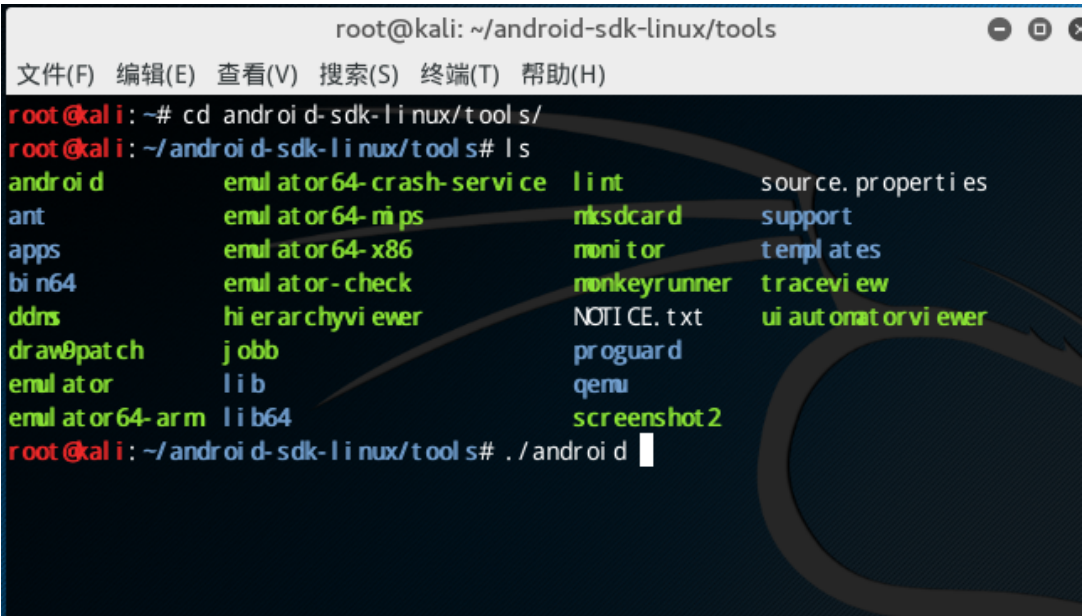 root@kali: ~/android-sdk-linux/tools
文件(F) 编辑(E) 查看(V) 搜索(S) 终端(T) 帮助(H)
root@kali:~# cd android-sdk-linux/tools/
root@kali:~/android-sdk-linux/tools# ls
android emulator64-crash-service lint source.properties
ant emulator64-mips mksdcard support
apps emulator64-x86 monitor templates
bin64 emulator-check monkeyrunner traceview
ddms hierarchyviewer NOTICE.txt uiautomatorviewer
draw9patch jobb proguard
emulator lib qemu
emulator64-arm lib64 screenshot2
root@kali:~/android-sdk-linux/tools# ./android